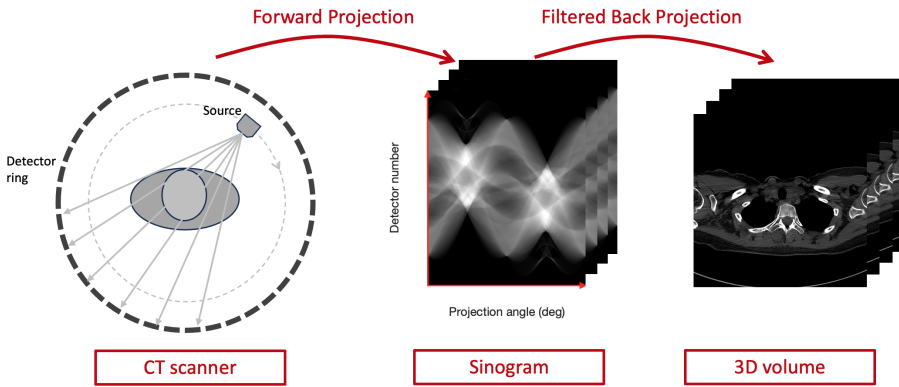 Forward Projection
Filtered Back Projection
Source
Detector
ring
Detector number
Projection angle (deg)
CT scanner
Sinogram
3D volume